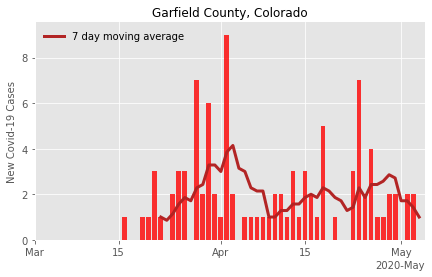 Garfield County, Colorado
7 day moving average
New Covid-19 Cases
8
6
4
2
0
Mar 15 Apr 15 May
2020-May